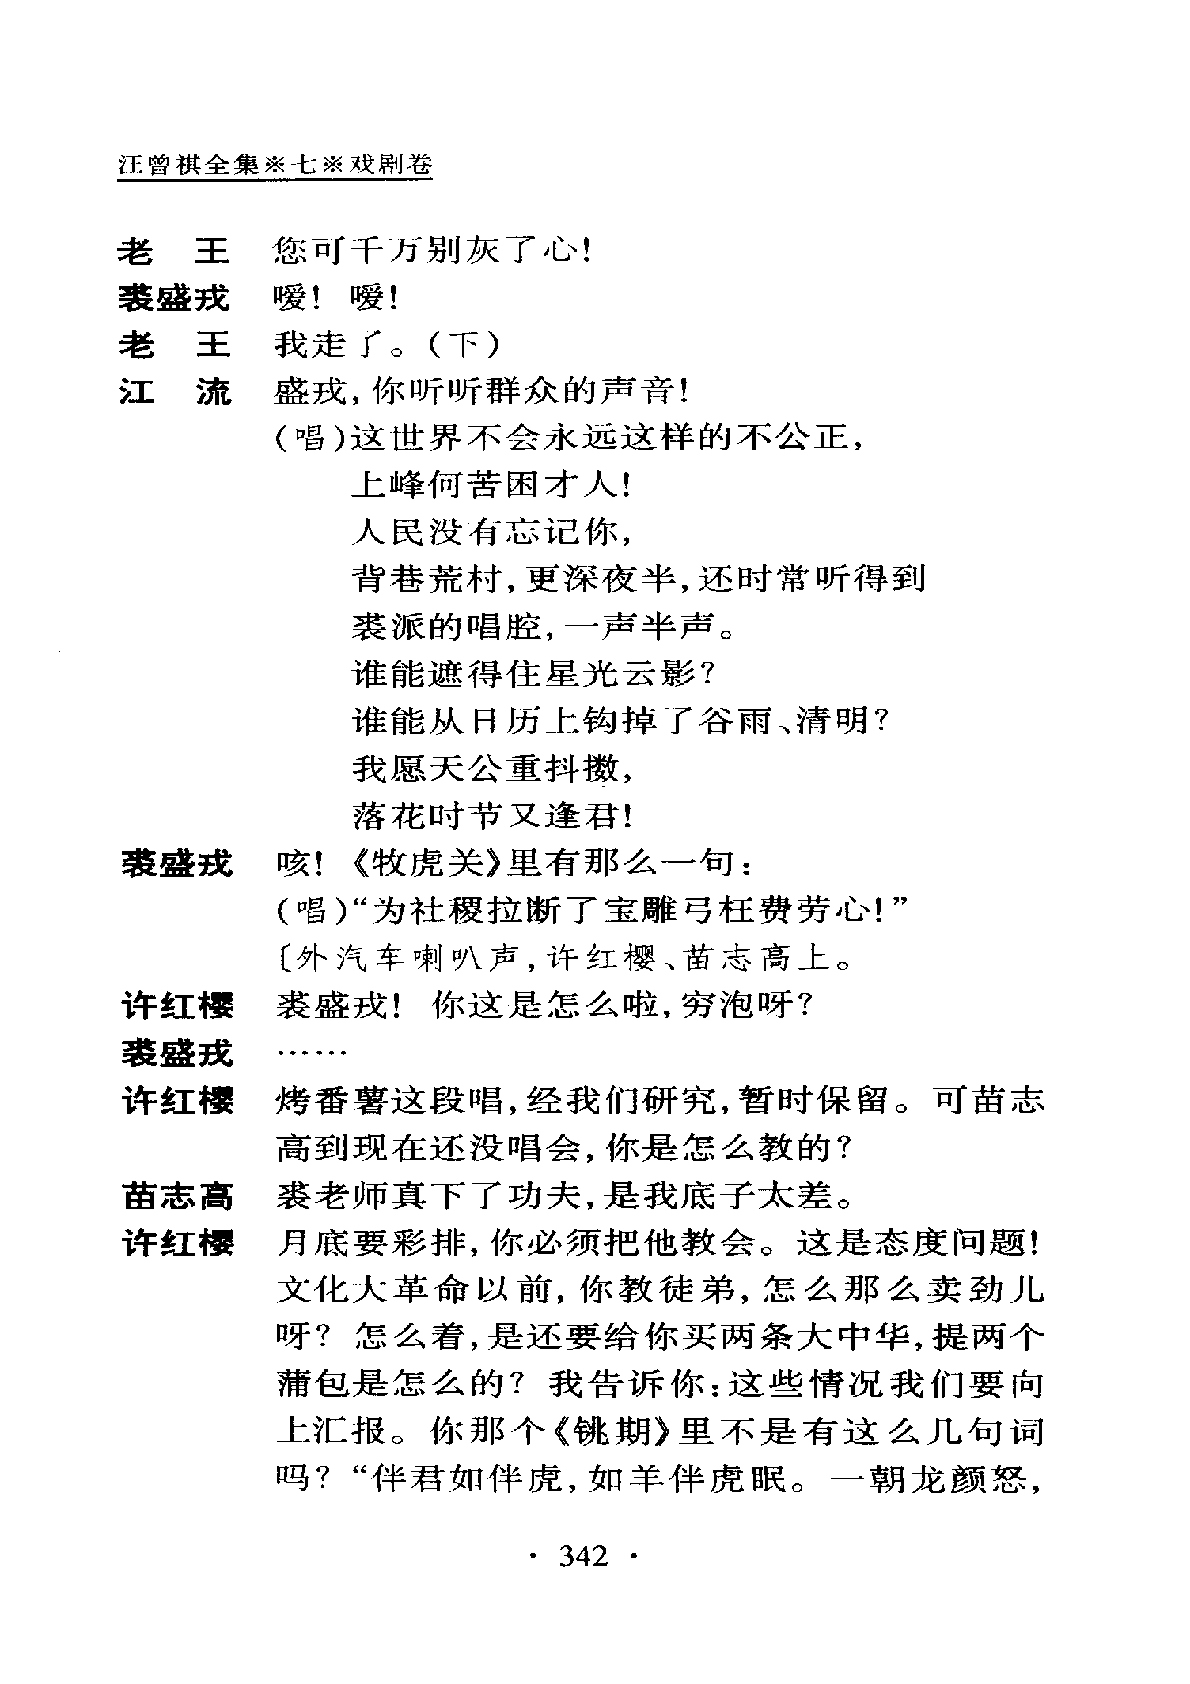 汪曾祺全集※七※戏剧卷
老　王　您可千万别灰了心!
裘盛戎　嗳! 嗳!
老　王　我走了。(下)
江　流　盛戎,你听听群众的声音!
(唱)这世界不会永远这样的不公正,
上峰何苦困才人!
人民没有忘记你,
背巷荒村,更深夜半,还时常听得到
裘派的唱腔,一声半声。
谁能遮得住星光云影?
谁能从日历上钩掉了谷雨、清明?
我愿天公重抖擞,
落花时节又逢君!
裘盛戎　咳!《牧虎关》里有那么一句:
(唱)“为社稷拉断了宝雕弓枉费劳心!”
〔外汽车喇叭声,许红樱、苗志高上。
许红樱　裘盛戎! 你这是怎么啦,穷泡呀?
裘盛戎　……
许红樱　烤番薯这段唱,经我们研究,暂时保留。可苗志
高到现在还没唱会,你是怎么教的?
苗志高　裘老师真下了功夫,是我底子太差。
许红樱　月底要彩排,你必须把他教会。这是态度问题!
文化大革命以前,你教徒弟,怎么那么卖劲儿
呀? 怎么着,是还要给你买两条大中华,提两个
蒲包是怎么的? 我告诉你:这些情况我们要向
上汇报。你那个《铫期》里不是有这么几句词
吗? “伴君如伴虎,如羊伴虎眠。一朝龙颜怒,
· 342 ·